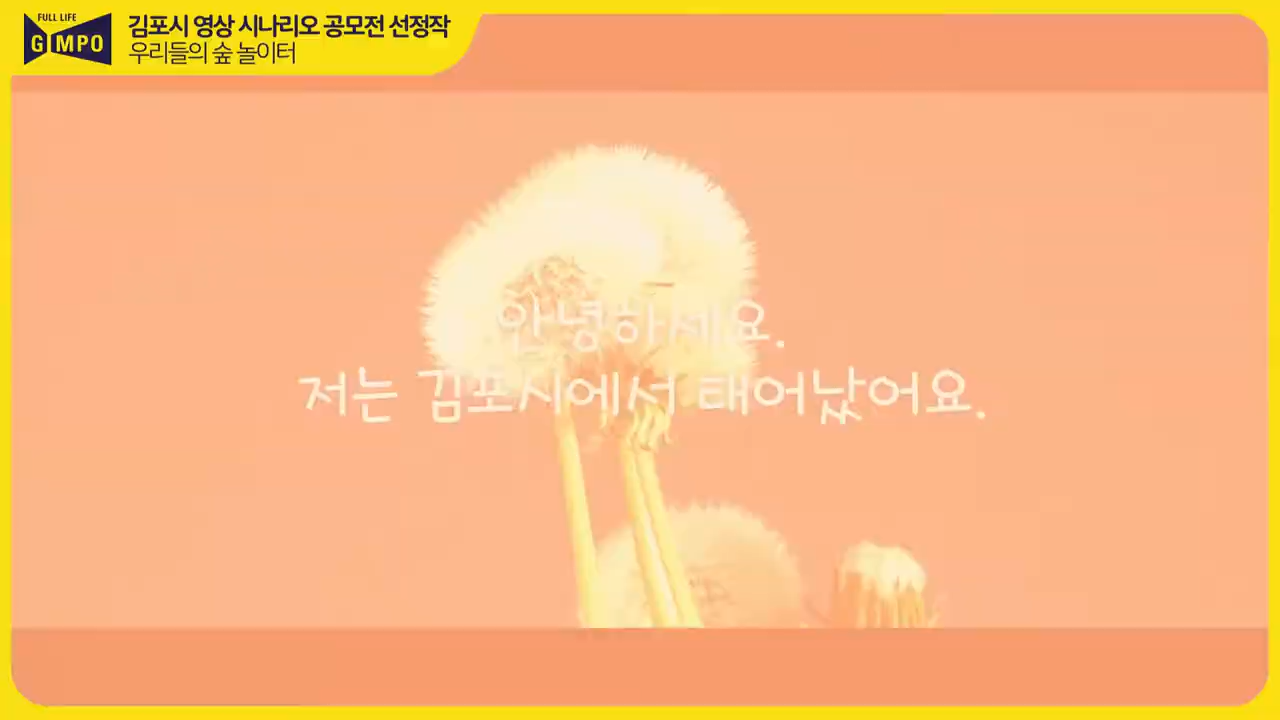 FULL LIFE
GIMPO
김포시 영상 시나리오 공모전 선정작
우리들의 숲 놀이터
안녕하세요.
저는 김포시에서 태어났어요.